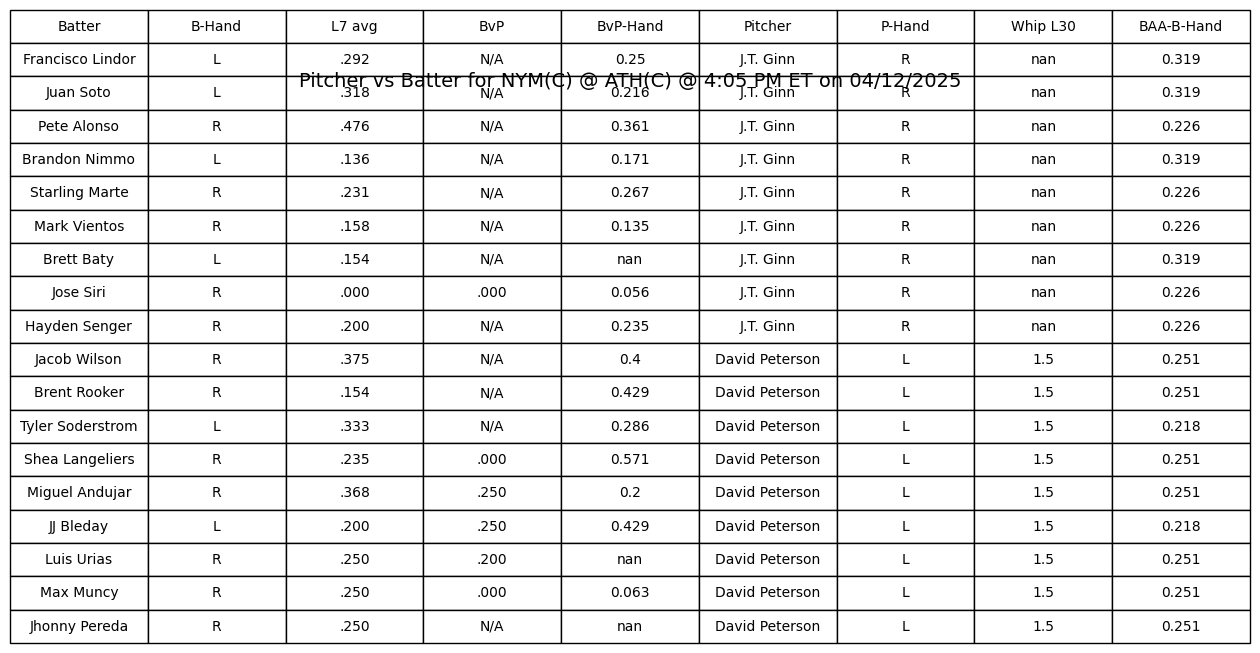 Batter B-Hand L7 avg BvP BvP-Hand Pitcher P-Hand Whip L30 BAA-B-Hand
Francisco Lindor L .292 N/A 0.25 J.T. Ginn R nan 0.319
Pitcher vs Batter for NYM(C) @ ATH(C) @ 4:05 PM ET on 04/12/2025
Juan Soto L .318 N/A 0.216 J.T. Ginn R nan 0.319
Pete Alonso R .476 N/A 0.361 J.T. Ginn R nan 0.226
Brandon Nimmo L .136 N/A 0.171 J.T. Ginn R nan 0.319
Starling Marte R .231 N/A 0.267 J.T. Ginn R nan 0.226
Mark Vientos R .158 N/A 0.135 J.T. Ginn R nan 0.226
Brett Baty L .154 N/A nan J.T. Ginn R nan 0.319
Jose Siri R .000 .000 0.056 J.T. Ginn R nan 0.226
Hayden Senger R .200 N/A 0.235 J.T. Ginn R nan 0.226
Jacob Wilson R .375 N/A 0.4 David Peterson L 1.5 0.251
Brent Rooker R .154 N/A 0.429 David Peterson L 1.5 0.251
Tyler Soderstrom L .333 N/A 0.286 David Peterson L 1.5 0.218
Shea Langeliers R .235 .000 0.571 David Peterson L 1.5 0.251
Miguel Andujar R .368 .250 0.2 David Peterson L 1.5 0.251
JJ Bleday L .200 .250 0.429 David Peterson L 1.5 0.218
Luis Urias R .250 .200 nan David Peterson L 1.5 0.251
Max Muncy R .250 .000 0.063 David Peterson L 1.5 0.251
Jhonny Pereda R .250 N/A nan David Peterson L 1.5 0.251